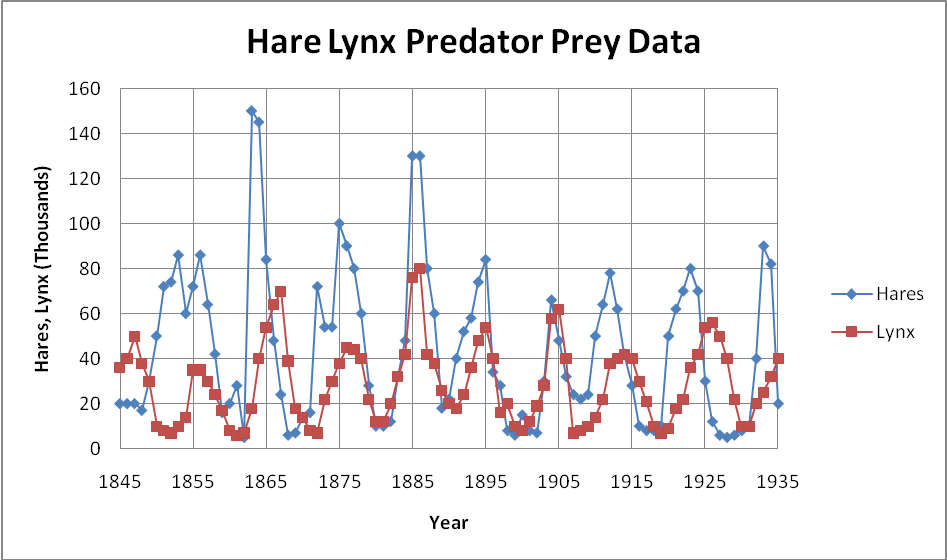 Hare Lynx Predator Prey Data
Hares, Lynx (Thousands)
160
140
120
100
80
60
40
20
0
1845 1855 1865 1875 1885 1895 1905 1915 1925 1935
Year
Hares
Lynx